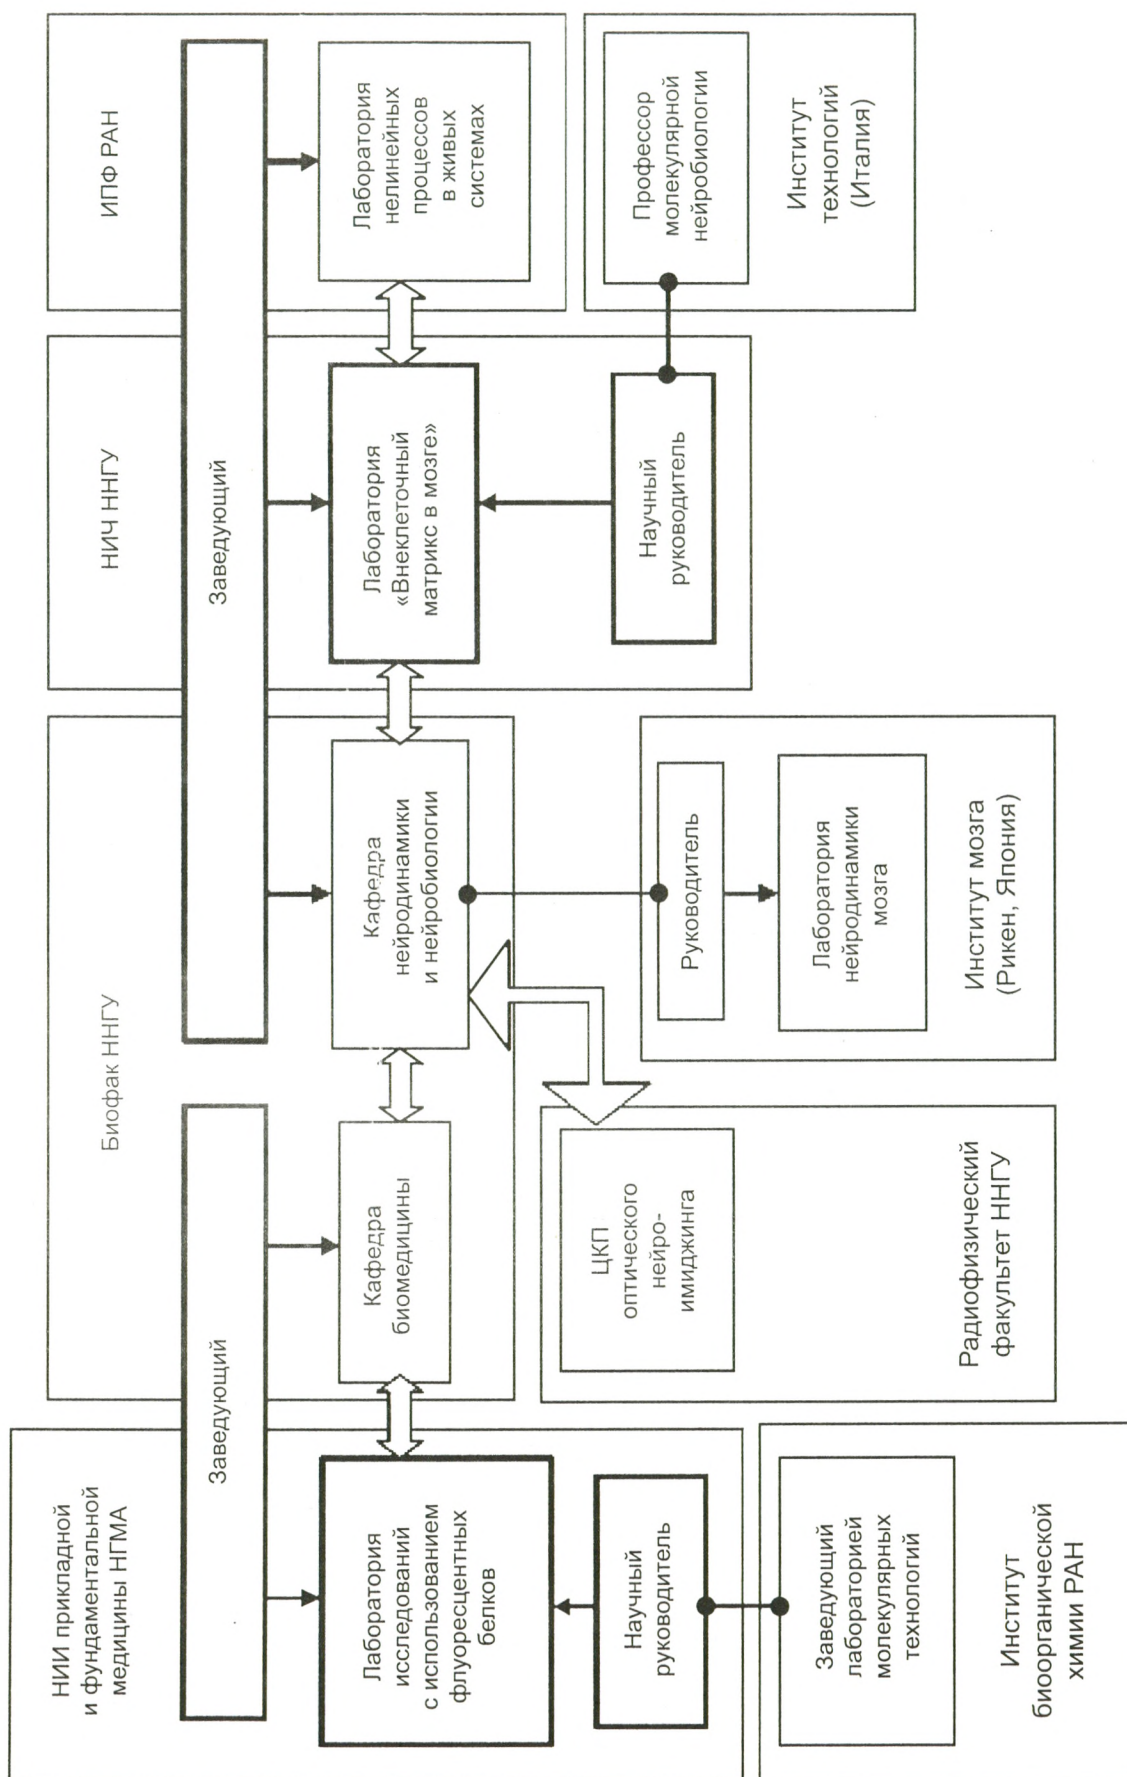 НИИ прикладной
и фундаментальной
медицины НГМА
Биофак ННГУ
НИЧ ННГУ
ИПФ РАН
Заведующий
Заведующий
Лаборатория
исследований
с использованием
флуоресцентных
белков
Кафедра
биомедицины
Кафедра
нейродинамики
и нейробиологии
Лаборатория
«Внеклеточный
матрикс в мозге»
Лаборатория
нелинейных
процессов
в живых
системах
Научный
руководитель
ЦКП
оптического
нейро-
имиджинга
Руководитель
Научный
руководитель
Профессор
молекулярной
нейробиологии
Заведующий
лабораторией
молекулярных
технологий
Лаборатория
нейродинамики
мозга
Институт
технологий
(Италия)
Институт
биоорганической
химии РАН
Радиофизический
факультет ННГУ
Институт мозга
(Рикен, Япония)